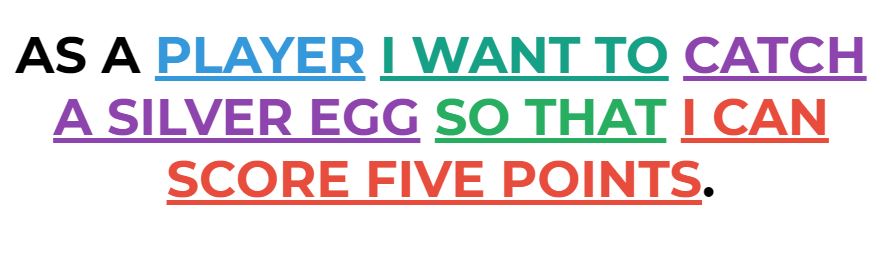 AS A PLAYER I WANT TO CATCH
A SILVER EGG SO THAT I CAN
SCORE FIVE POINTS.